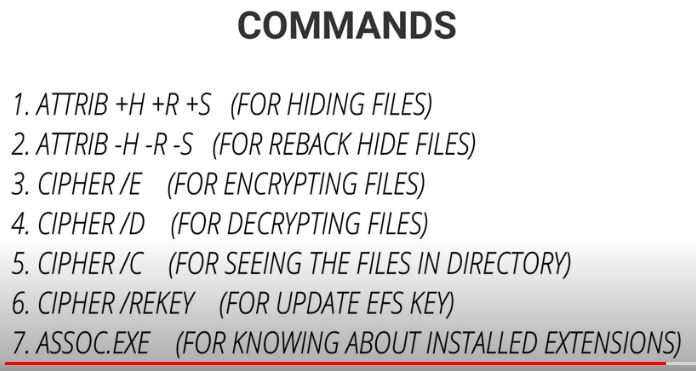 COMMANDS
1. ATTRIB +H +R +S (FOR HIDING FILES)
2. ATTRIB -H -R -S (FOR REBACK HIDE FILES)
3. CIPHER /E (FOR ENCRYPTING FILES)
4. CIPHER /D (FOR DECRYPTING FILES)
5. CIPHER /C (FOR SEEING THE FILES IN DIRECTORY)
6. CIPHER /REKEY (FOR UPDATE EFS KEY)
7. ASSOC.EXE (FOR KNOWING ABOUT INSTALLED EXTENSIONS)